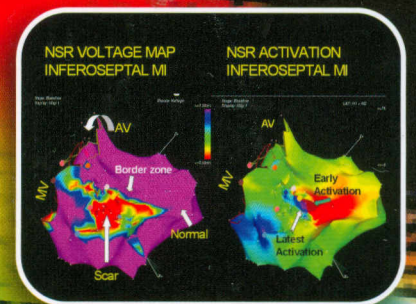 NSR VOLTAGE MAP
INFEROSEPTAL MI
AV
MV
Border zone
Normal
Scar
NSR ACTIVATION
INFEROSEPTAL MI
AV
MV
Early
Activation
Latest
Activation